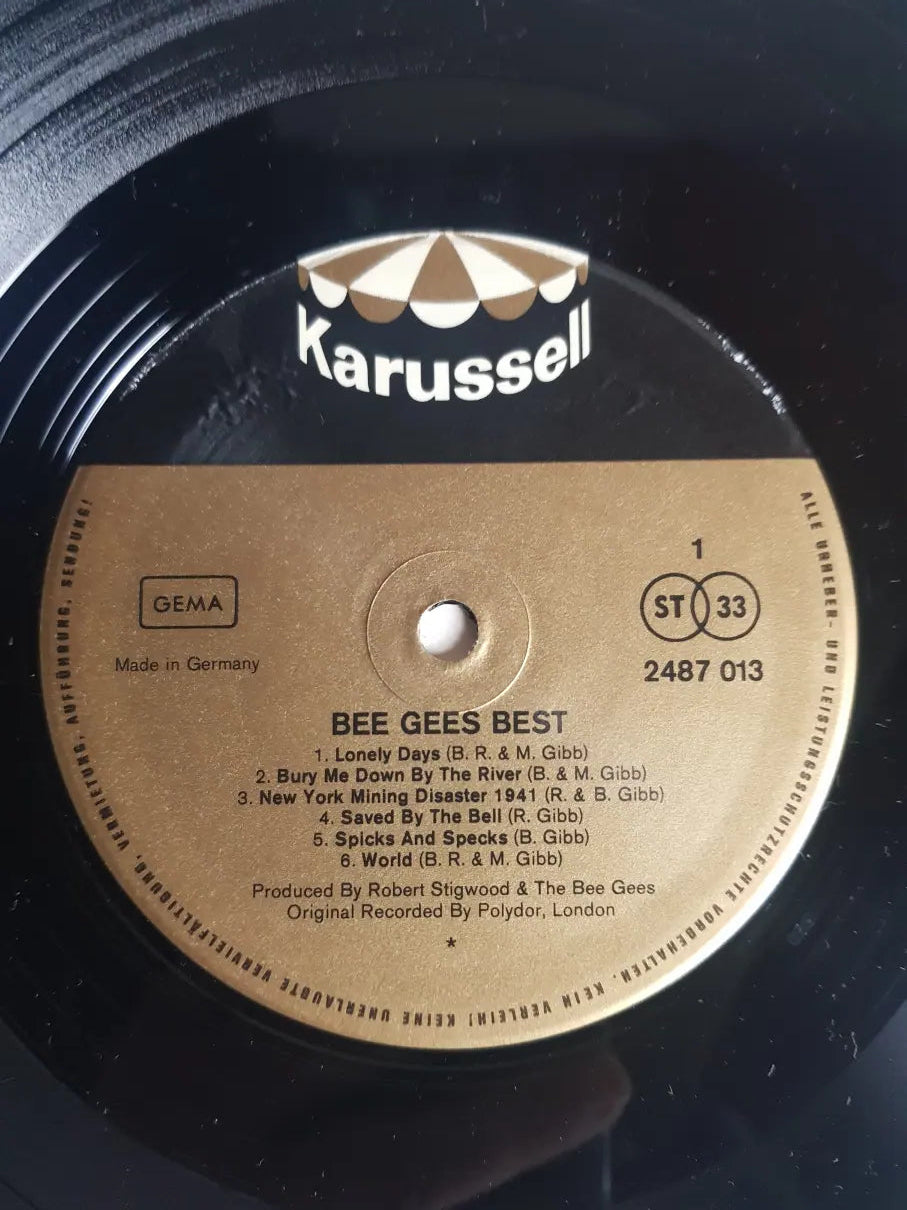 Karussell
GEMA
Made in Germany
1
ST 33
2487 013
BEE GEES BEST
1. Lonely Days (B. R. & M. Gibb)
2. Bury Me Down By The River (B. & M. Gibb)
3. New York Mining Disaster 1941 (R. & B. Gibb)
4. Saved By The Bell (R. Gibb)
5. Spicks And Specks (B. Gibb)
6. World (B. R. & M. Gibb)
Produced By Robert Stigwood & The Bee Gees
Original Recorded By Polydor, London
*
ALLE URHEBER- UND LEISTUNGSSCHUTZRECHTE VORBEHALTEN. KEIN VERLEIH! KEINE UNERLAUBTE VERVIELFÄLTIGUNG, VERMIETUNG, AUFFÜHRUNG, SENDUNG!